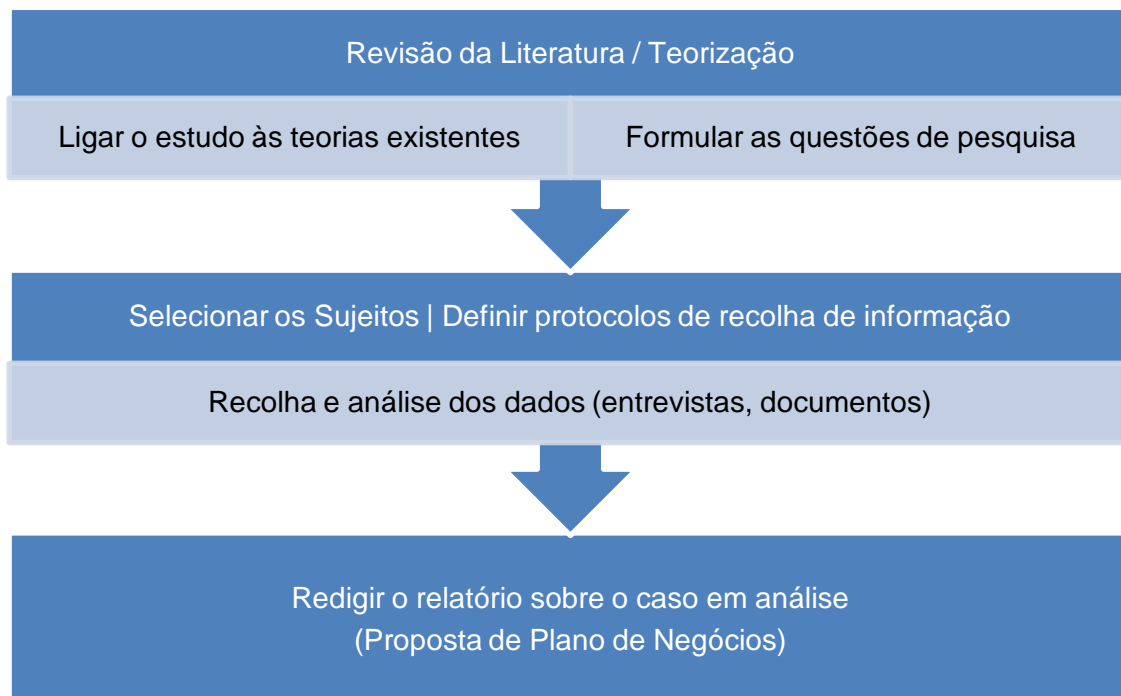 Revisão da Literatura / Teorização
Ligar o estudo às teorias existentes
Formular as questões de pesquisa
Selecionar os Sujeitos | Definir protocolos de recolha de informação
Recolha e análise dos dados (entrevistas, documentos)
Redigir o relatório sobre o caso em análise
(Proposta de Plano de Negócios)